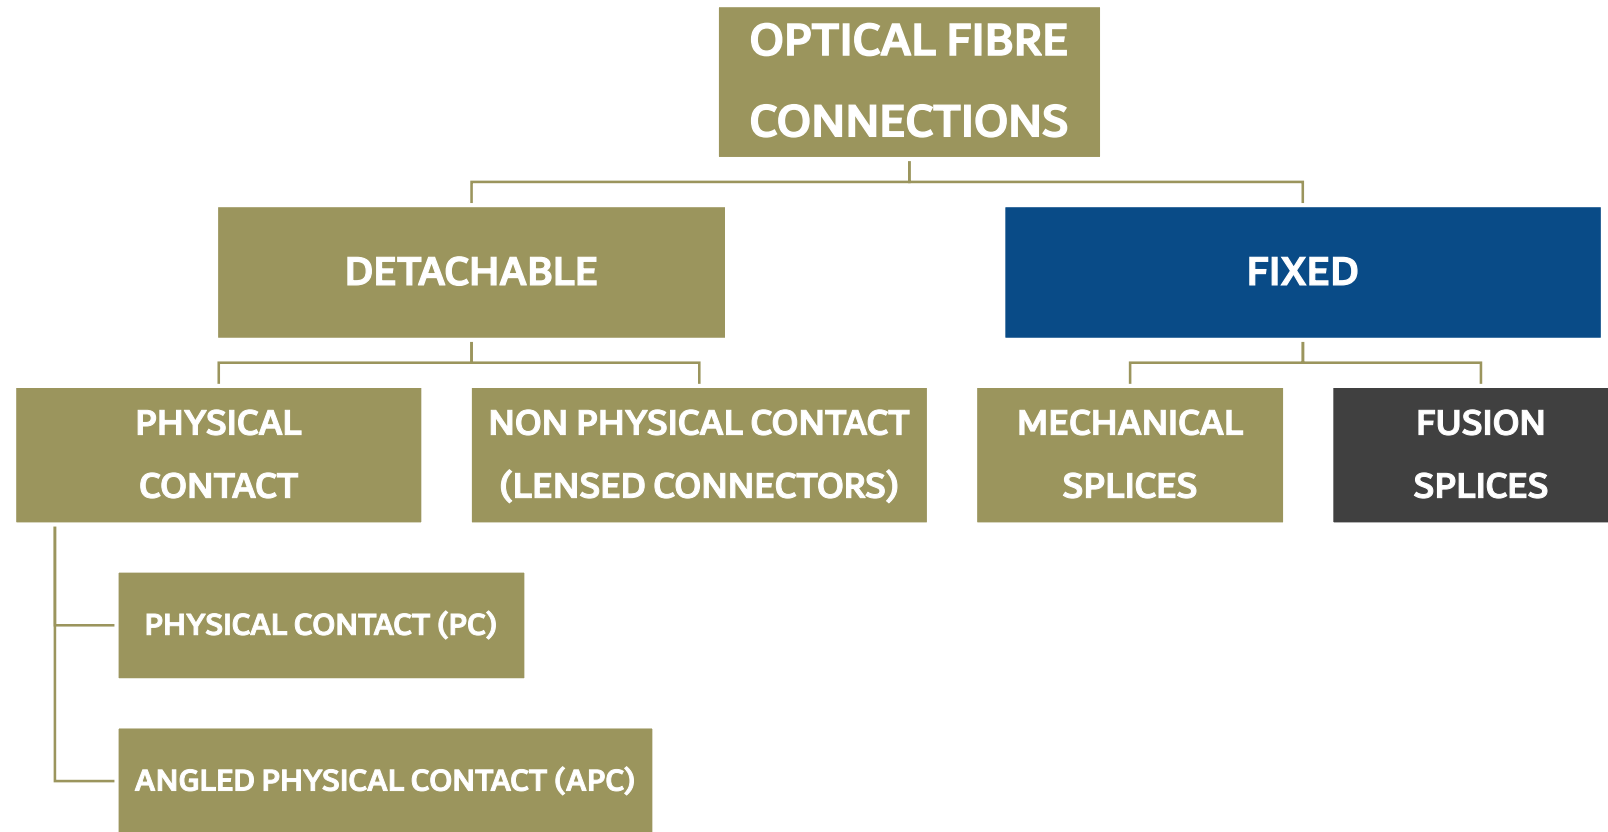 OPTICAL FIBRE
CONNECTIONS
DETACHABLE
FIXED
PHYSICAL
CONTACT
NON PHYSICAL CONTACT
(LENSED CONNECTORS)
MECHANICAL
SPLICES
FUSION
SPLICES
PHYSICAL CONTACT (PC)
ANGLED PHYSICAL CONTACT (APC)